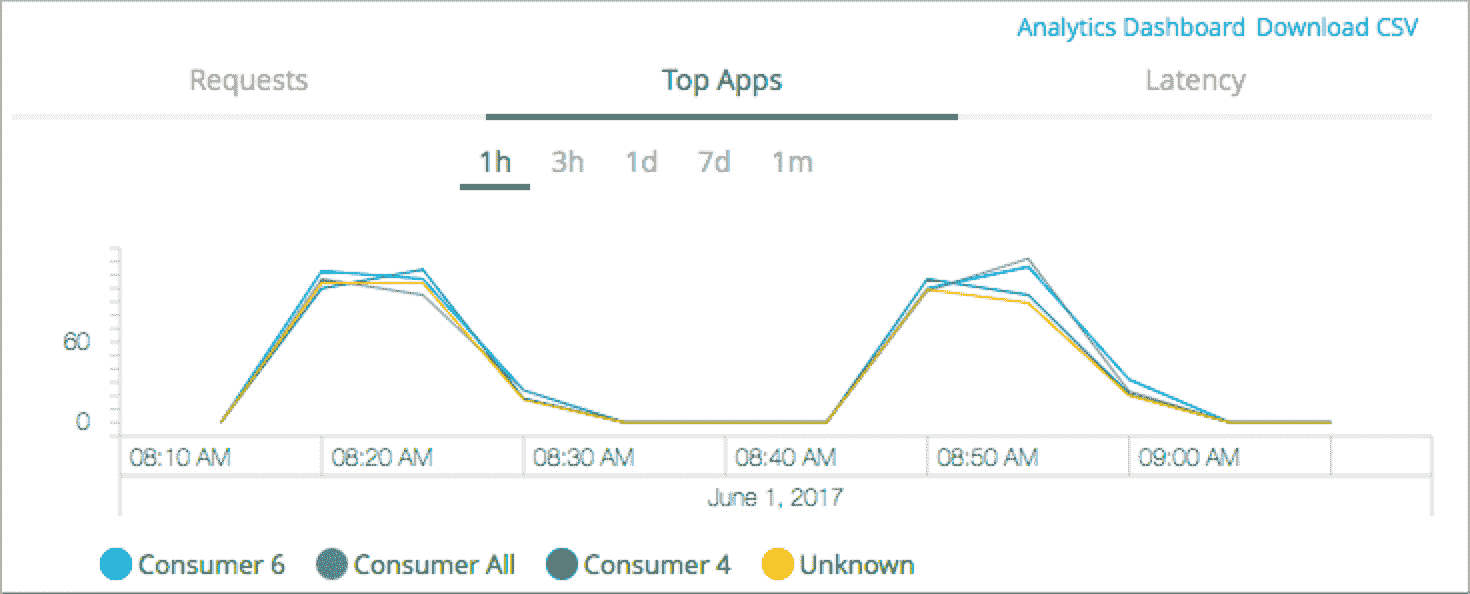 Analytics Dashboard Download CSV
Requests Top Apps Latency
1h 3h 1d 7d 1m
60
0
08:10 AM 08:20 AM 08:30 AM 08:40 AM 08:50 AM 09:00 AM
June 1, 2017
Consumer 6 Consumer All Consumer 4 Unknown